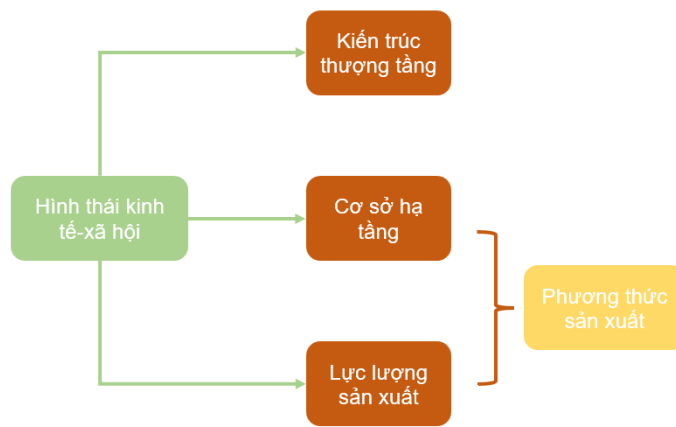 Kiến trúc
thượng tầng
Hình thái kinh
tế-xã hội
Cơ sở hạ
tầng
Phương thức
sản xuất
Lực lượng
sản xuất